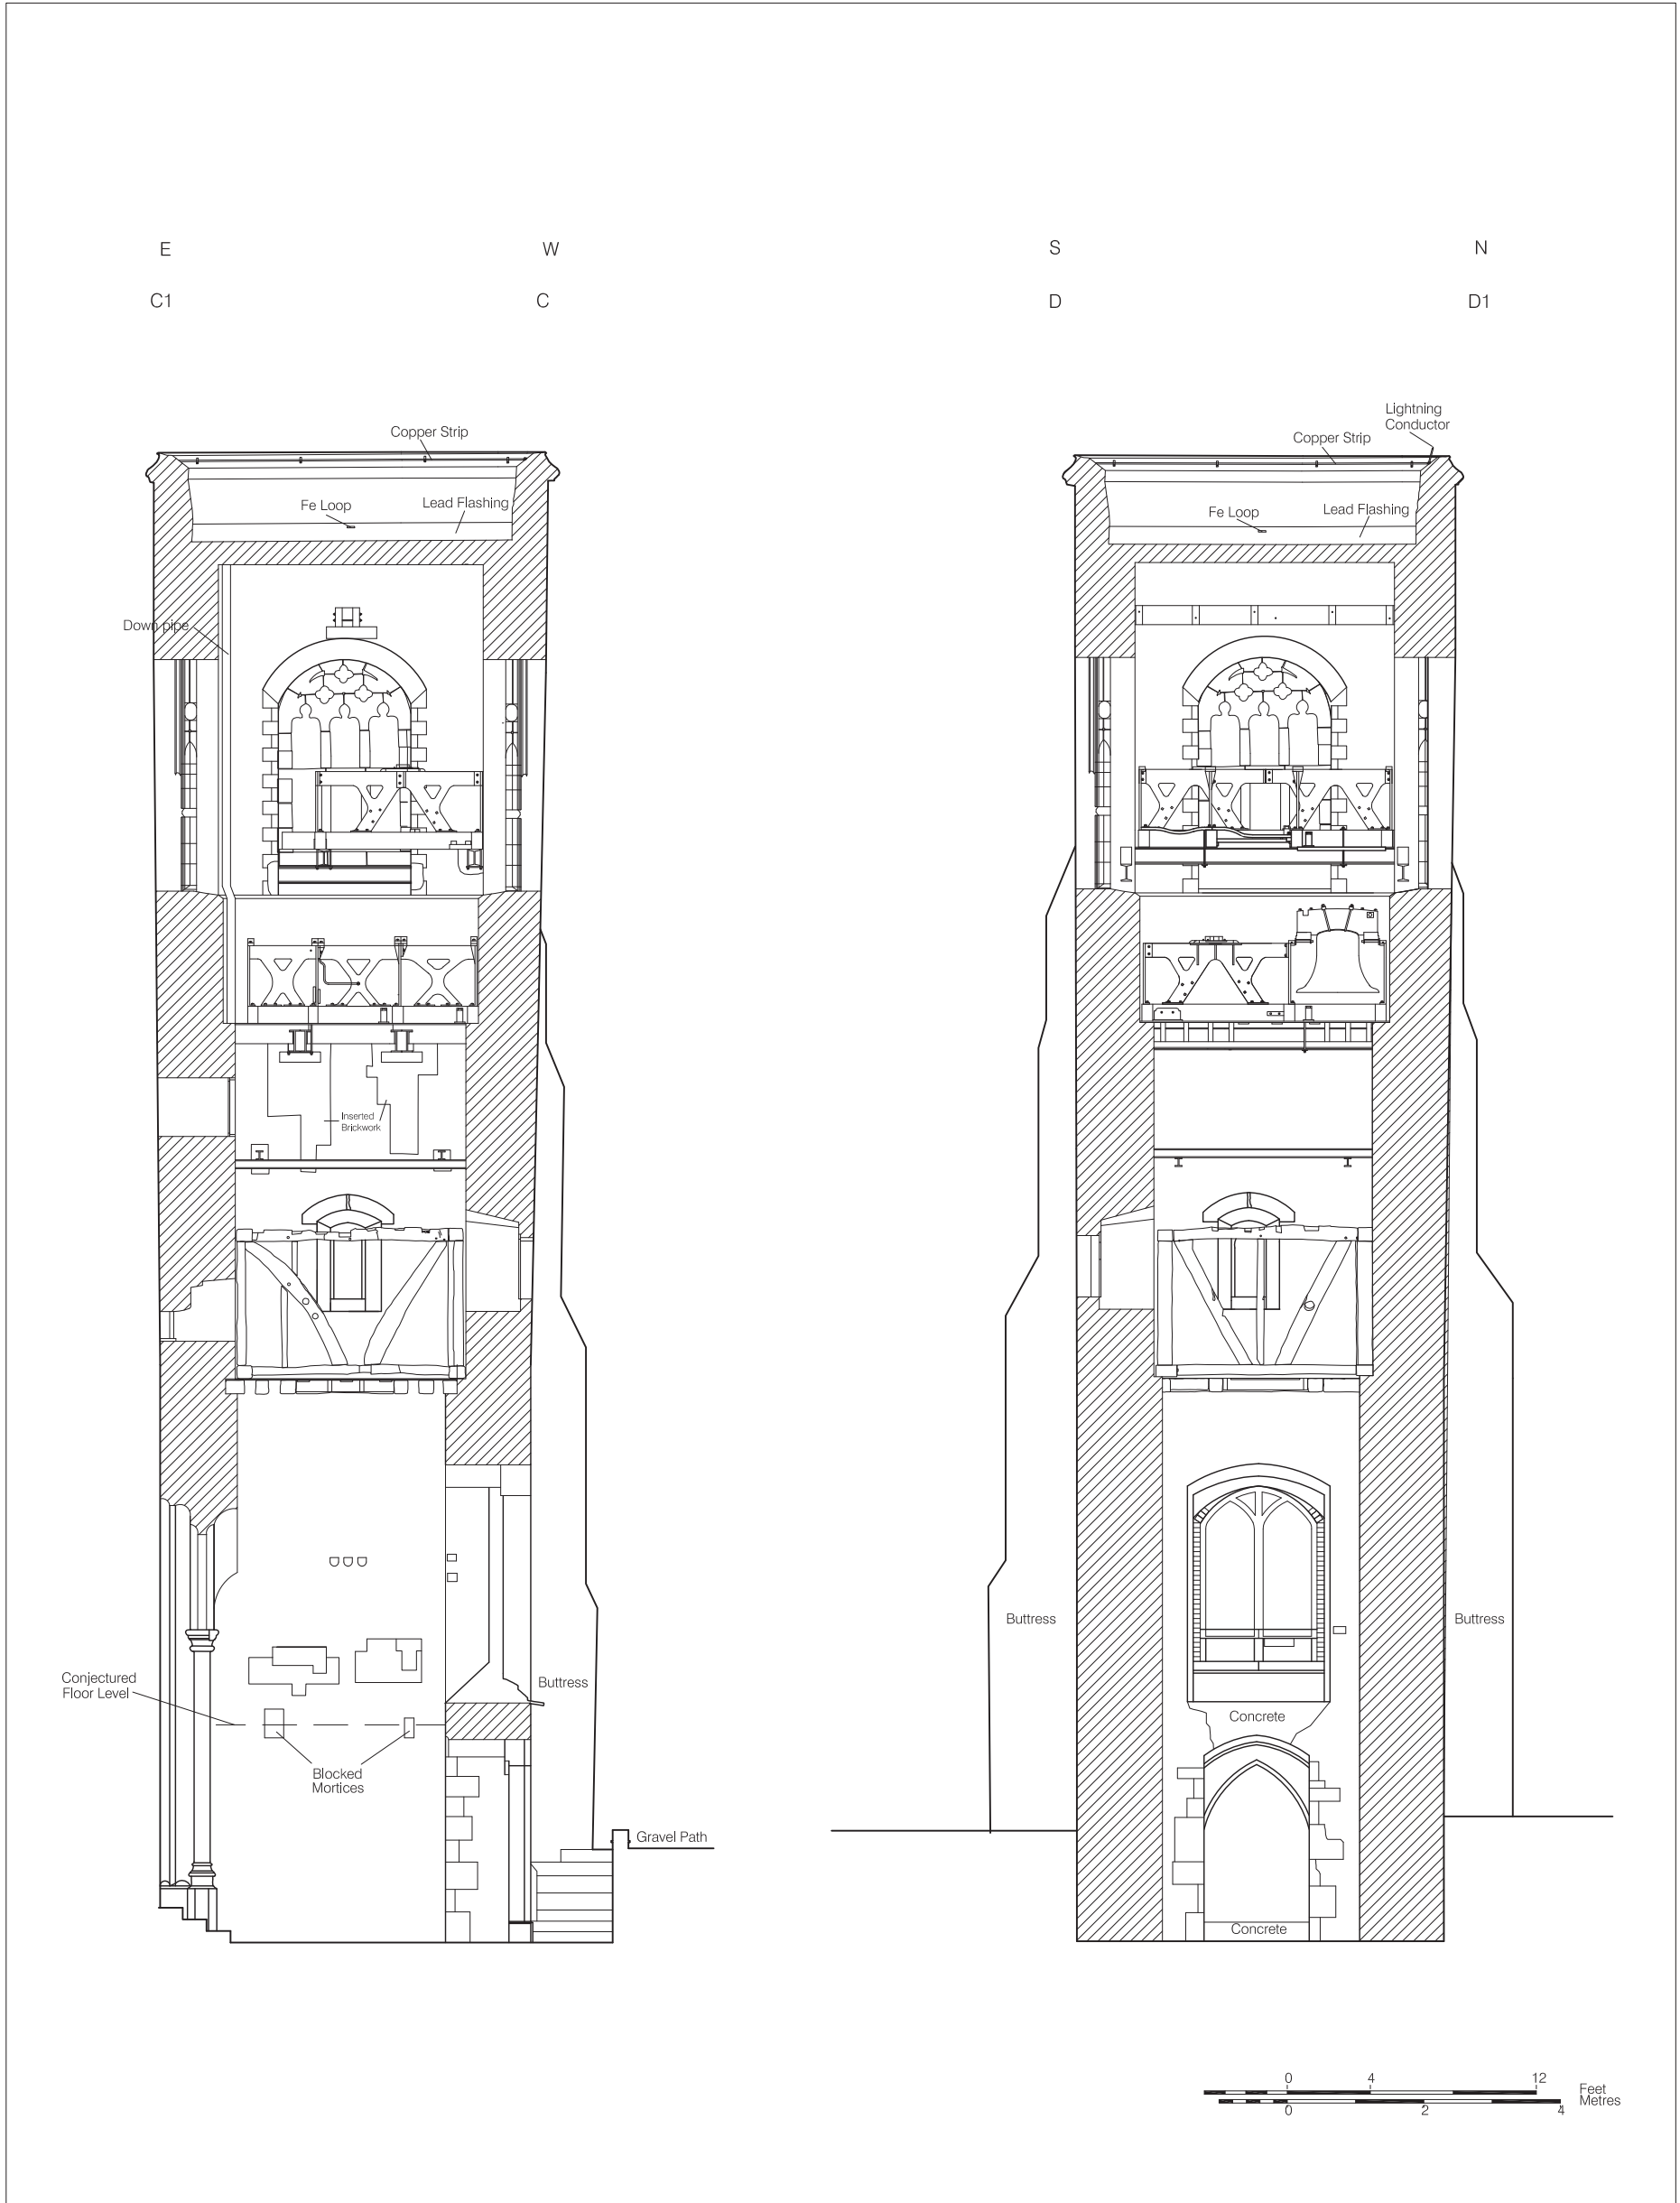 E
W
S
N
C1
C
D
D1
Lightning
Conductor
Copper Strip
Copper Strip
Fe Loop
Lead Flashing
Fe Loop
Lead Flashing
Down pipe
Inserted
Brickwork
Buttress
Buttress
Conjectured
Floor Level
Buttress
Concrete
Blocked
Mortices
Gravel Path
Concrete
0
4
12
Feet
Metres
0
2
4